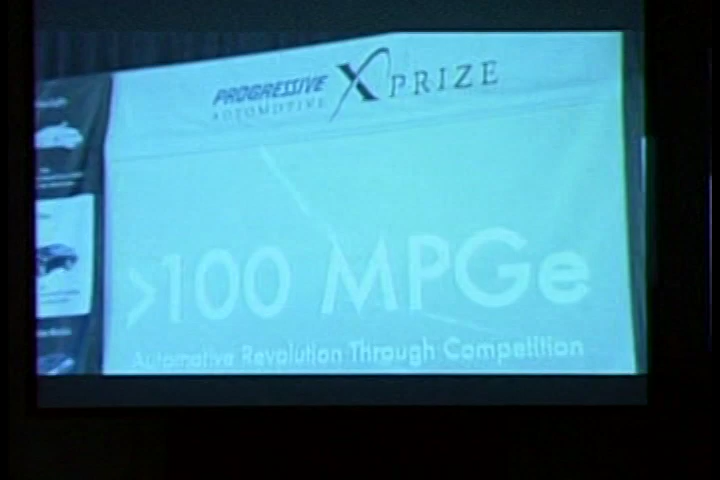 PROGRESSIVE
AUTOMOTIVE
X PRIZE
>100 MPGe
Automotive Revolution Through Competition